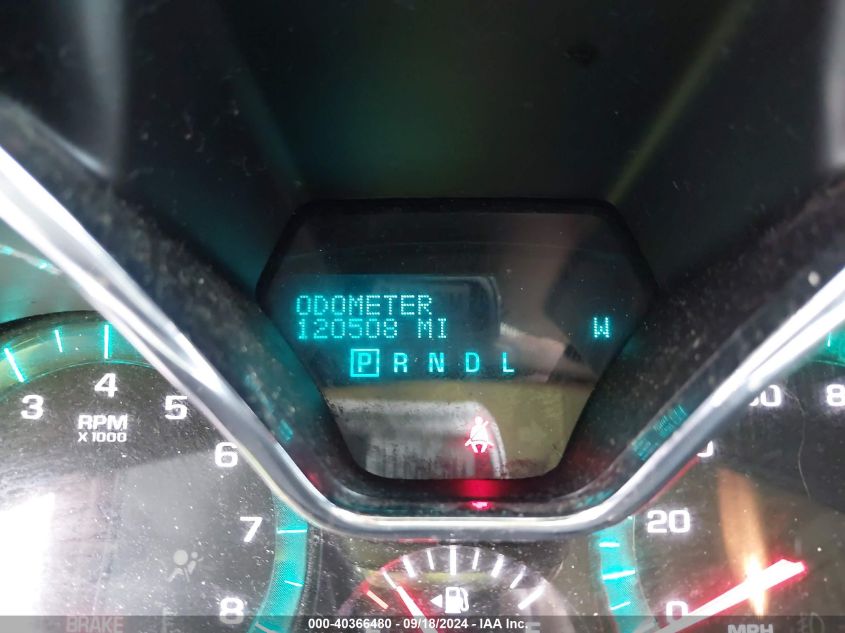 ODOMETER
120508 MI
W
P R N D L
3 4 5 6 7 8
RPM
X 1000
20
0
MPH
BRAKE
E
000-40366480 - 09/18/2024 - IAA Inc.